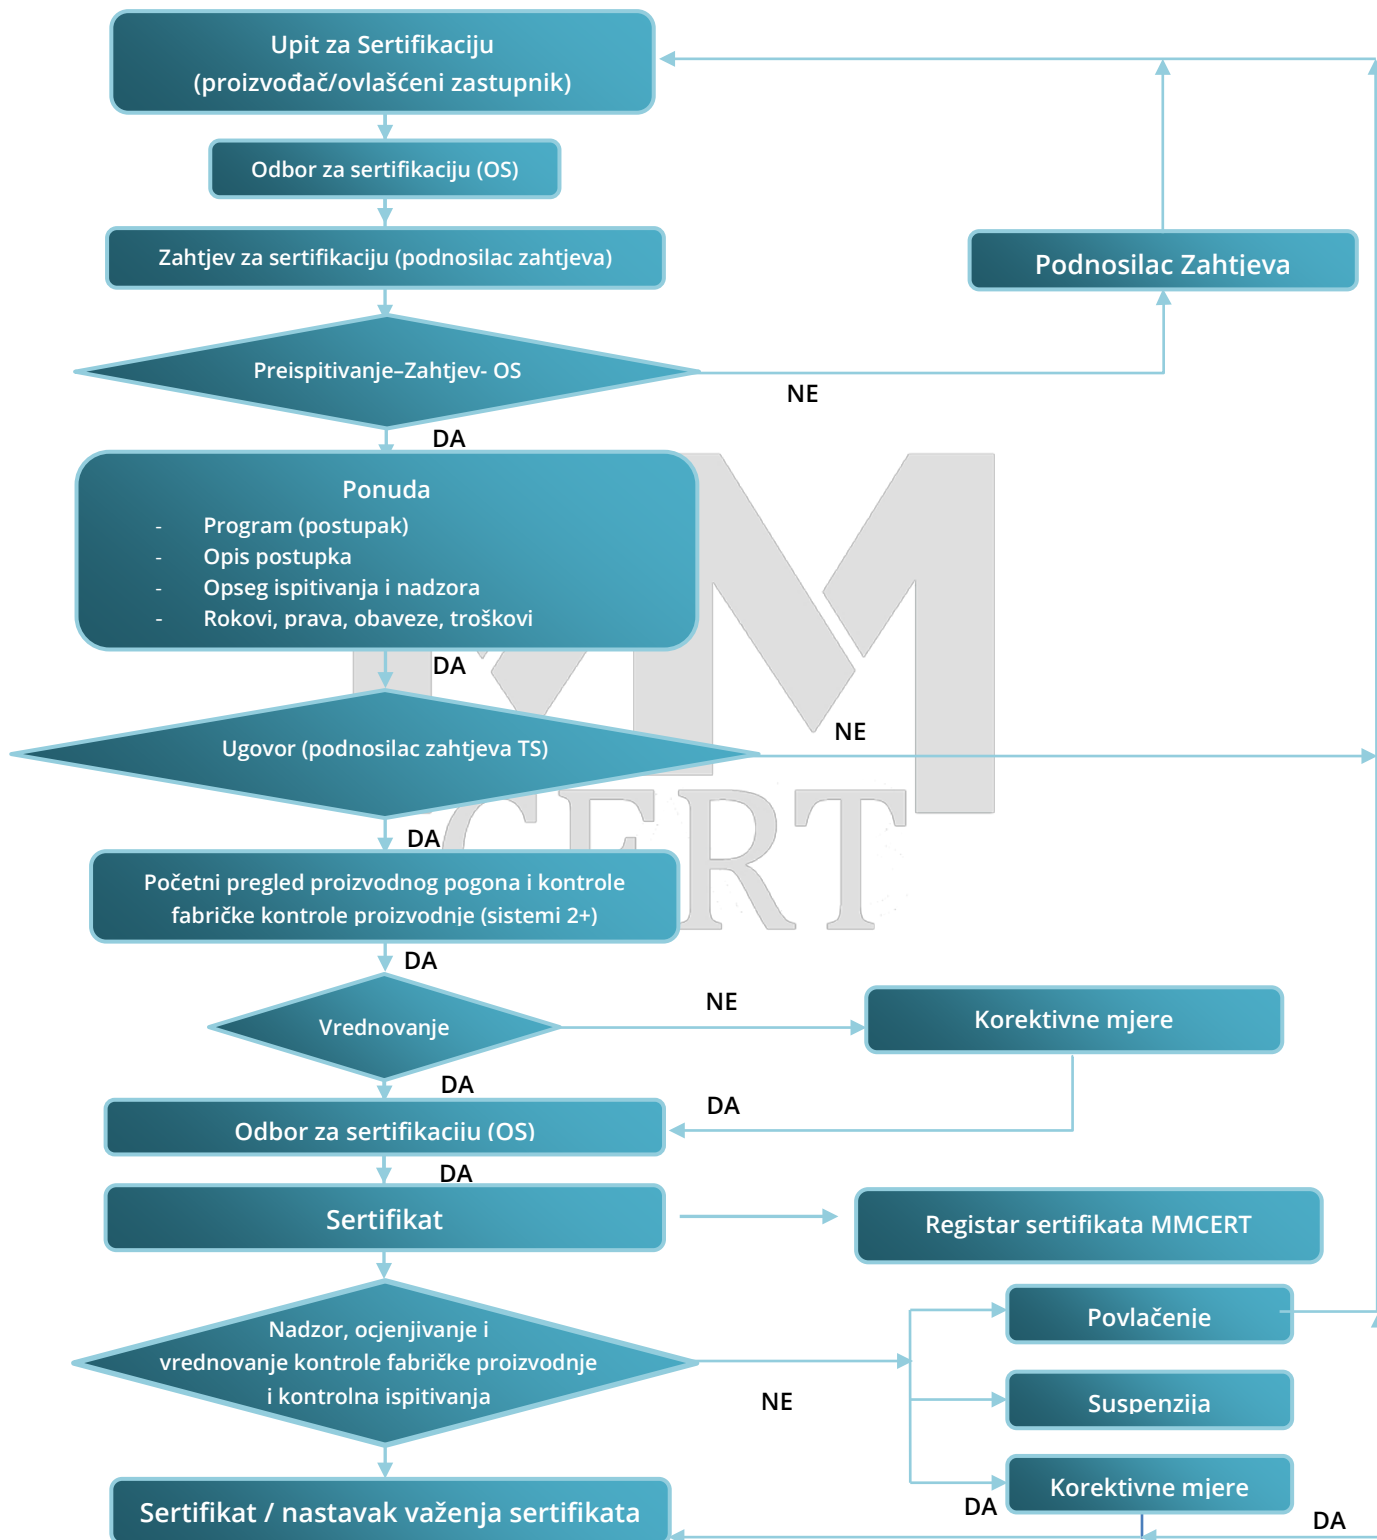 Upit za Sertifikaciju
(proizvođač/ovlašćeni zastupnik)
Odbor za sertifikaciju (OS)
Zahtjev za sertifikaciju (podnosilac zahtjeva)
Podnosilac Zahtjeva
Preispitivanje–Zahtjev- OS
NE
DA
Ponuda
- Program (postupak)
- Opis postupka
- Opseg ispitivanja i nadzora
- Rokovi, prava, obaveze, troškovi
DA
Ugovor (podnosilac zahtjeva TS)
NE
DA
MM
CERT
Početni pregled proizvodnog pogona i kontrole
fabričke kontrole proizvodnje (sistemi 2+)
DA
Vrednovanje
NE
Korektivne mjere
DA
DA
Odbor za sertifikaciju (OS)
DA
Sertifikat
Registar sertifikata MMCERT
Nadzor, ocjenjivanje i
vrednovanje kontrole fabričke proizvodnje
i kontrolna ispitivanja
NE
Povlačenje
Suspenzija
Korektivne mjere
DA
DA
Sertifikat / nastavak važenja sertifikata